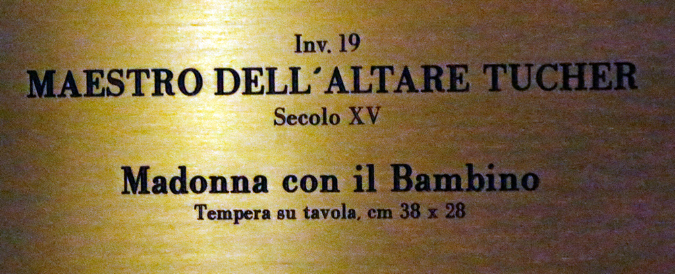 Inv. 19
MAESTRO DELL'ALTARE TUCHER
Secolo XV
Madonna con il Bambino
Tempera su tavola, cm 38 x 28